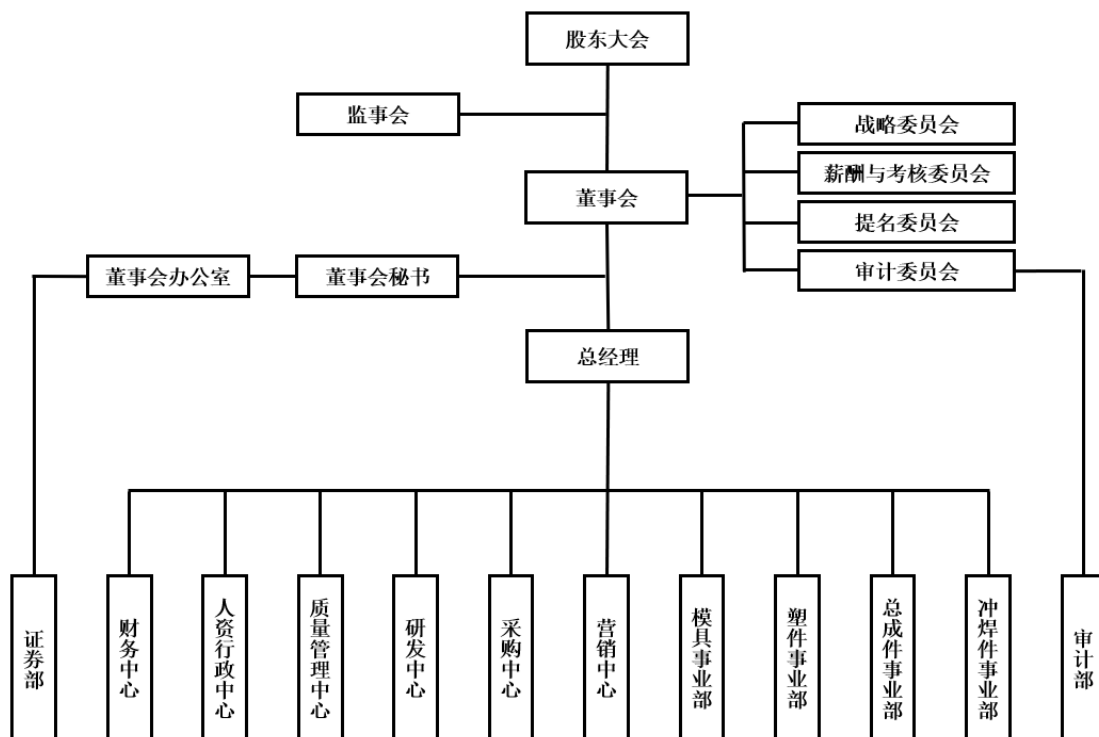 股东大会
监事会
战略委员会
薪酬与考核委员会
董事会
提名委员会
董事会办公室
董事会秘书
审计委员会
总经理
证券部
财务中心
人资行政中心
质量管理中心
研发中心
采购中心
营销中心
模具事业部
塑件事业部
总成件事业部
冲焊件事业部
审计部